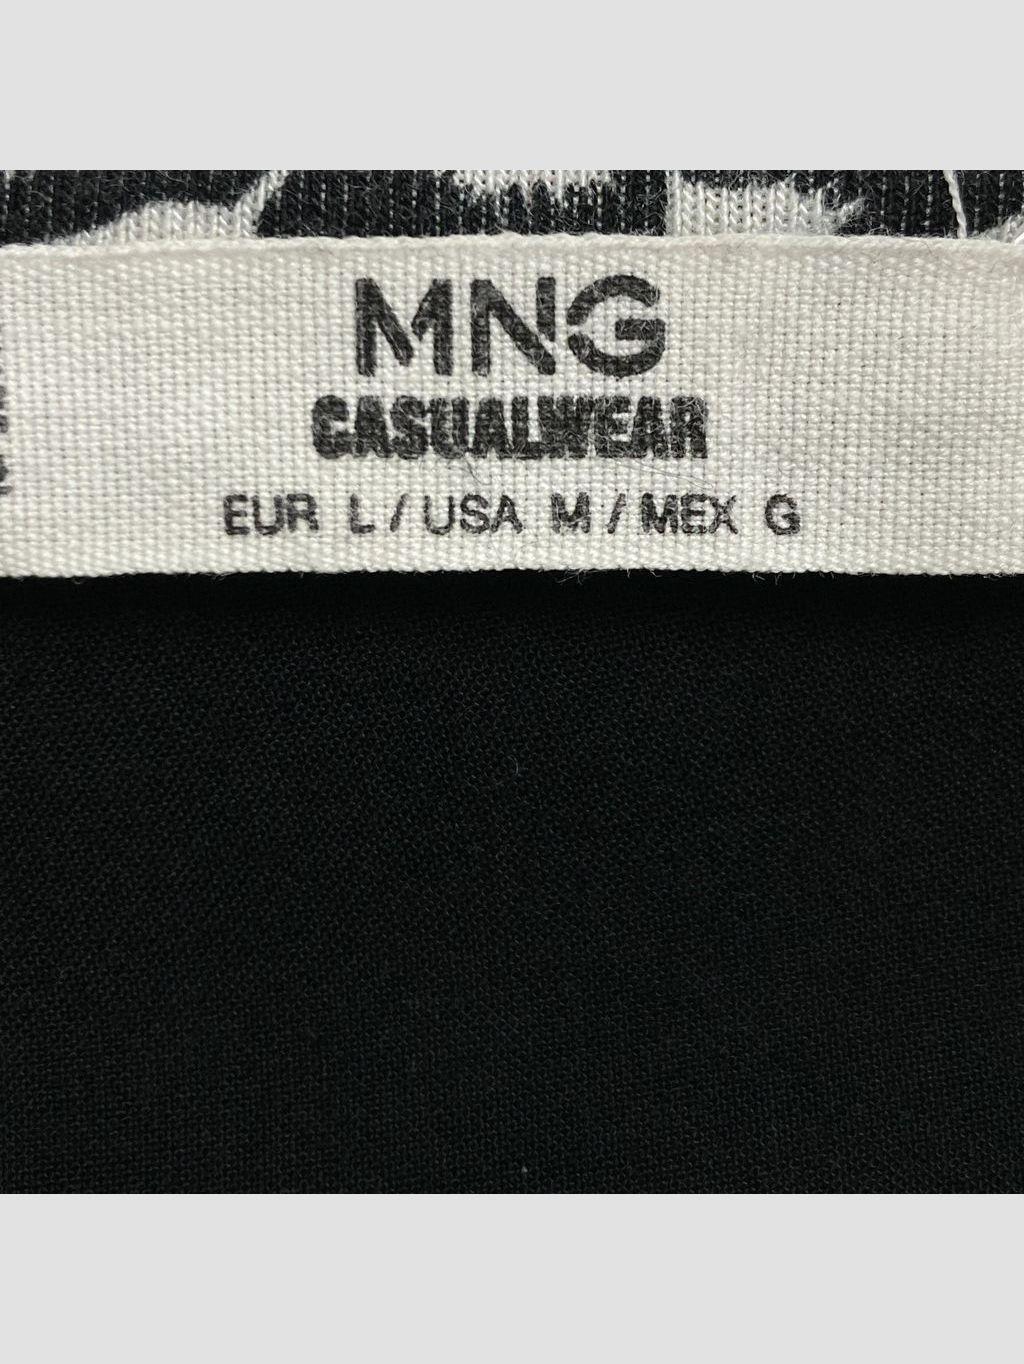 MNG
CASUALWEAR
EUR L / USA M / MEX G